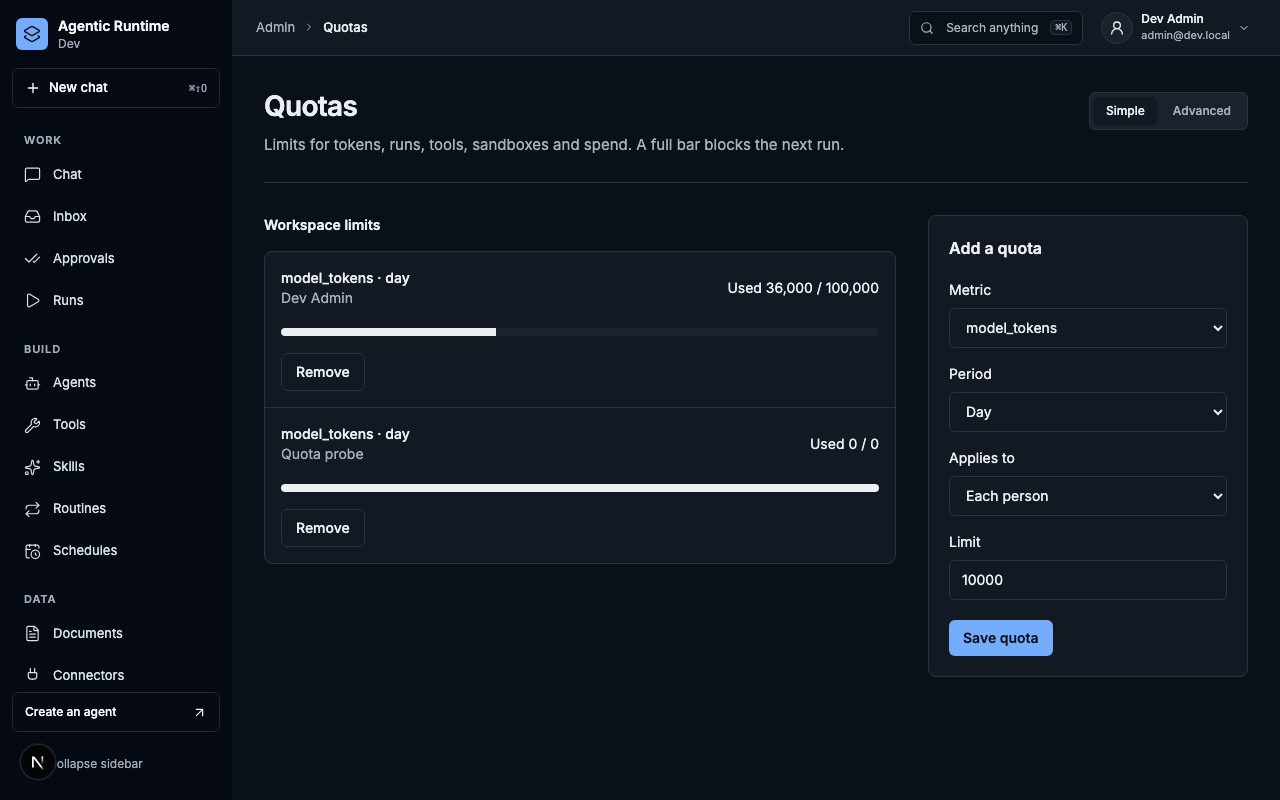 Agentic Runtime
Dev
New chat ⌘⇧O
WORK
Chat
Inbox
Approvals
Runs
BUILD
Agents
Tools
Skills
Routines
Schedules
DATA
Documents
Connectors
Create an agent
N ollapse sidebar
Admin > Quotas
Search anything ⌘K
Dev Admin
admin@dev.local
Quotas
Limits for tokens, runs, tools, sandboxes and spend. A full bar blocks the next run.
Simple Advanced
Workspace limits
model_tokens · day
Dev Admin
Used 36,000 / 100,000
Remove
model_tokens · day
Quota probe
Used 0 / 0
Remove
Add a quota
Metric
model_tokens
Period
Day
Applies to
Each person
Limit
10000
Save quota